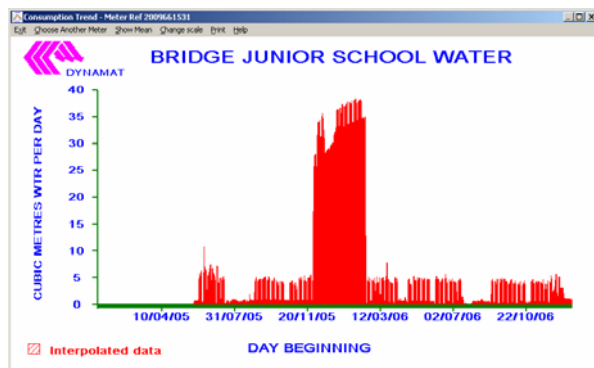 Consumption Trend - Meter Ref 2009661531
Exit Choose Another Meter Show Mean Change scale Print Help
BRIDGE JUNIOR SCHOOL WATER
DYNAMAT
CUBIC METRES WTR PER DAY
40
35
30
25
20
15
10
5
0
10/04/05 31/07/05 20/11/05 12/03/06 02/07/06 22/10/06
Interpolated data
DAY BEGINNING